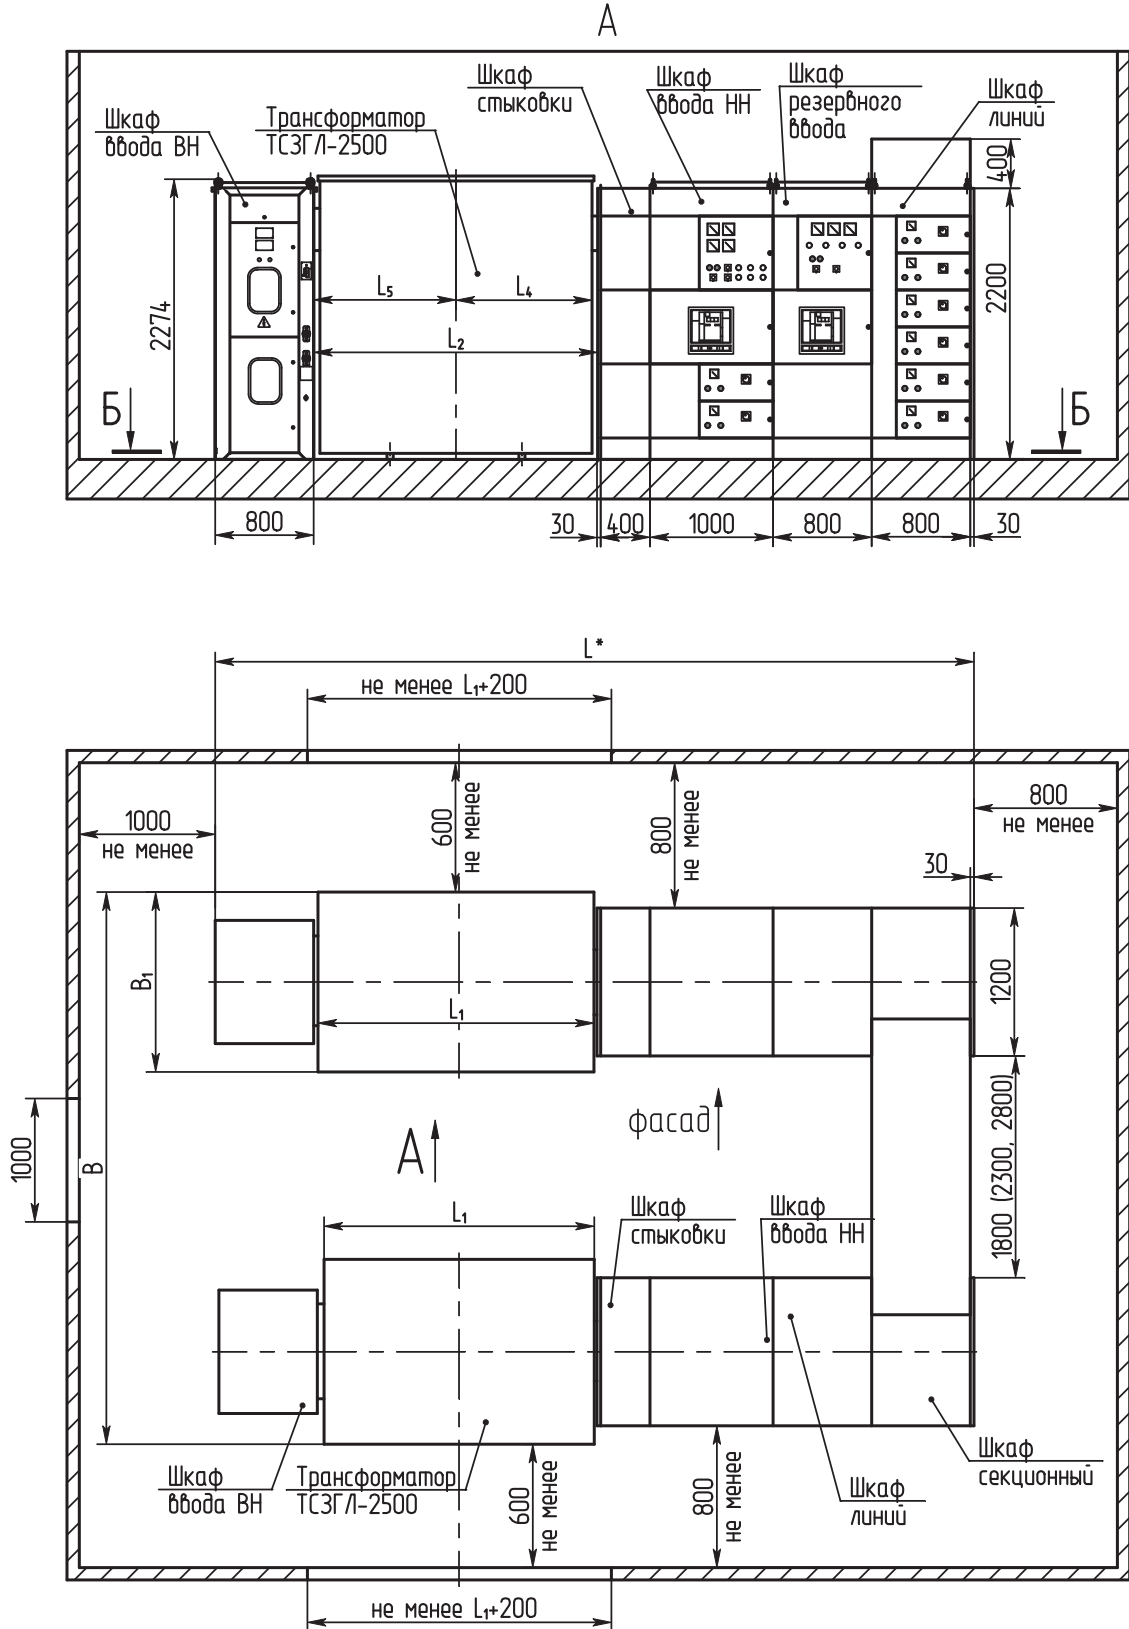 А
Шкаф
ввода ВН
Трансформатор
ТСЗГЛ-2500
Шкаф
стыковки
Шкаф
ввода НН
Шкаф
резервного
ввода
Шкаф
линий
400
2274
2200
L5
L4
L2
Б
Б
800
30
400
1000
800
800
30
L*
не менее L1+200
1000
не менее
600
не менее
800
не менее
800
не менее
30
B1
L1
1200
1000
B
А
фасад
1800 (2300, 2800)
L1
Шкаф
стыковки
Шкаф
ввода НН
Шкаф
ввода ВН
Трансформатор
ТСЗГЛ-2500
600
не менее
800
не менее
Шкаф
линий
Шкаф
секционный
не менее L1+200